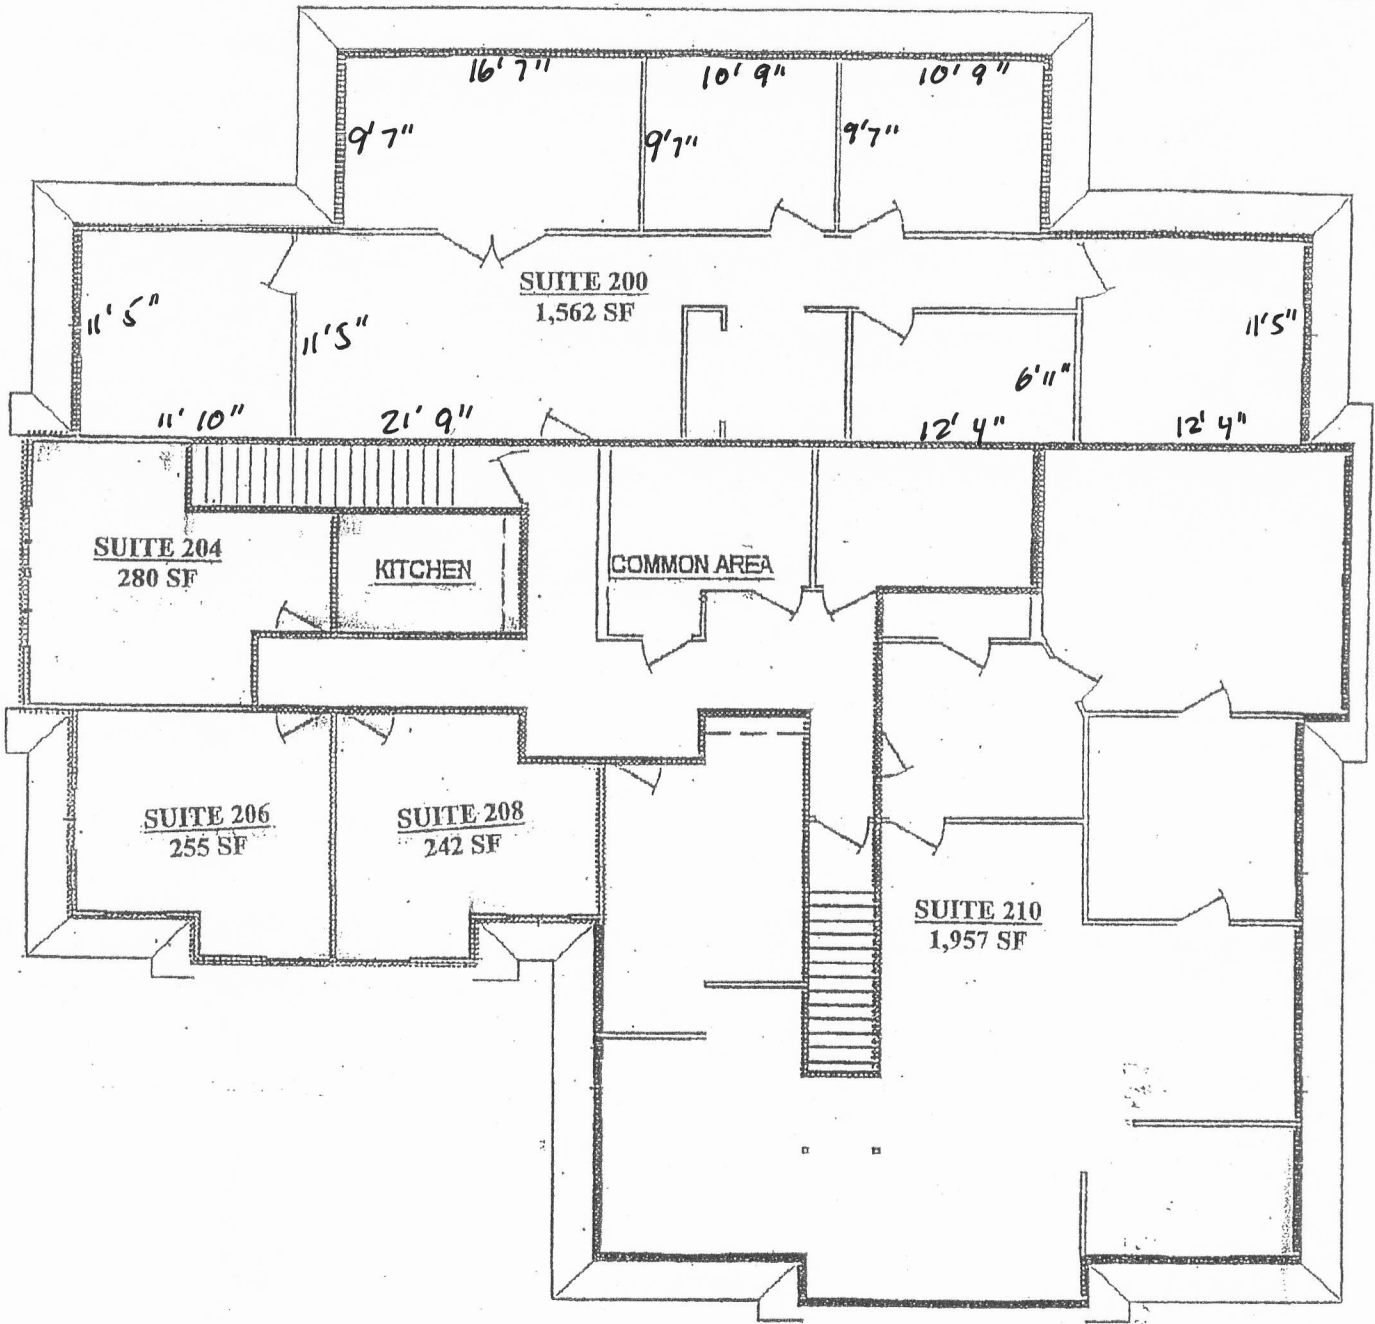 16' 7"
10' 9"
10' 9"
9'7"
9'7"
9'7"
SUITE 200
1,562 SF
11' 5"
11'5"
11'5"
6'11"
11' 10"
21' 9"
12' 4"
12' 4"
SUITE 204
280 SF
KITCHEN
COMMON AREA
SUITE 206
255 SF
SUITE 208
242 SF
SUITE 210
1,957 SF